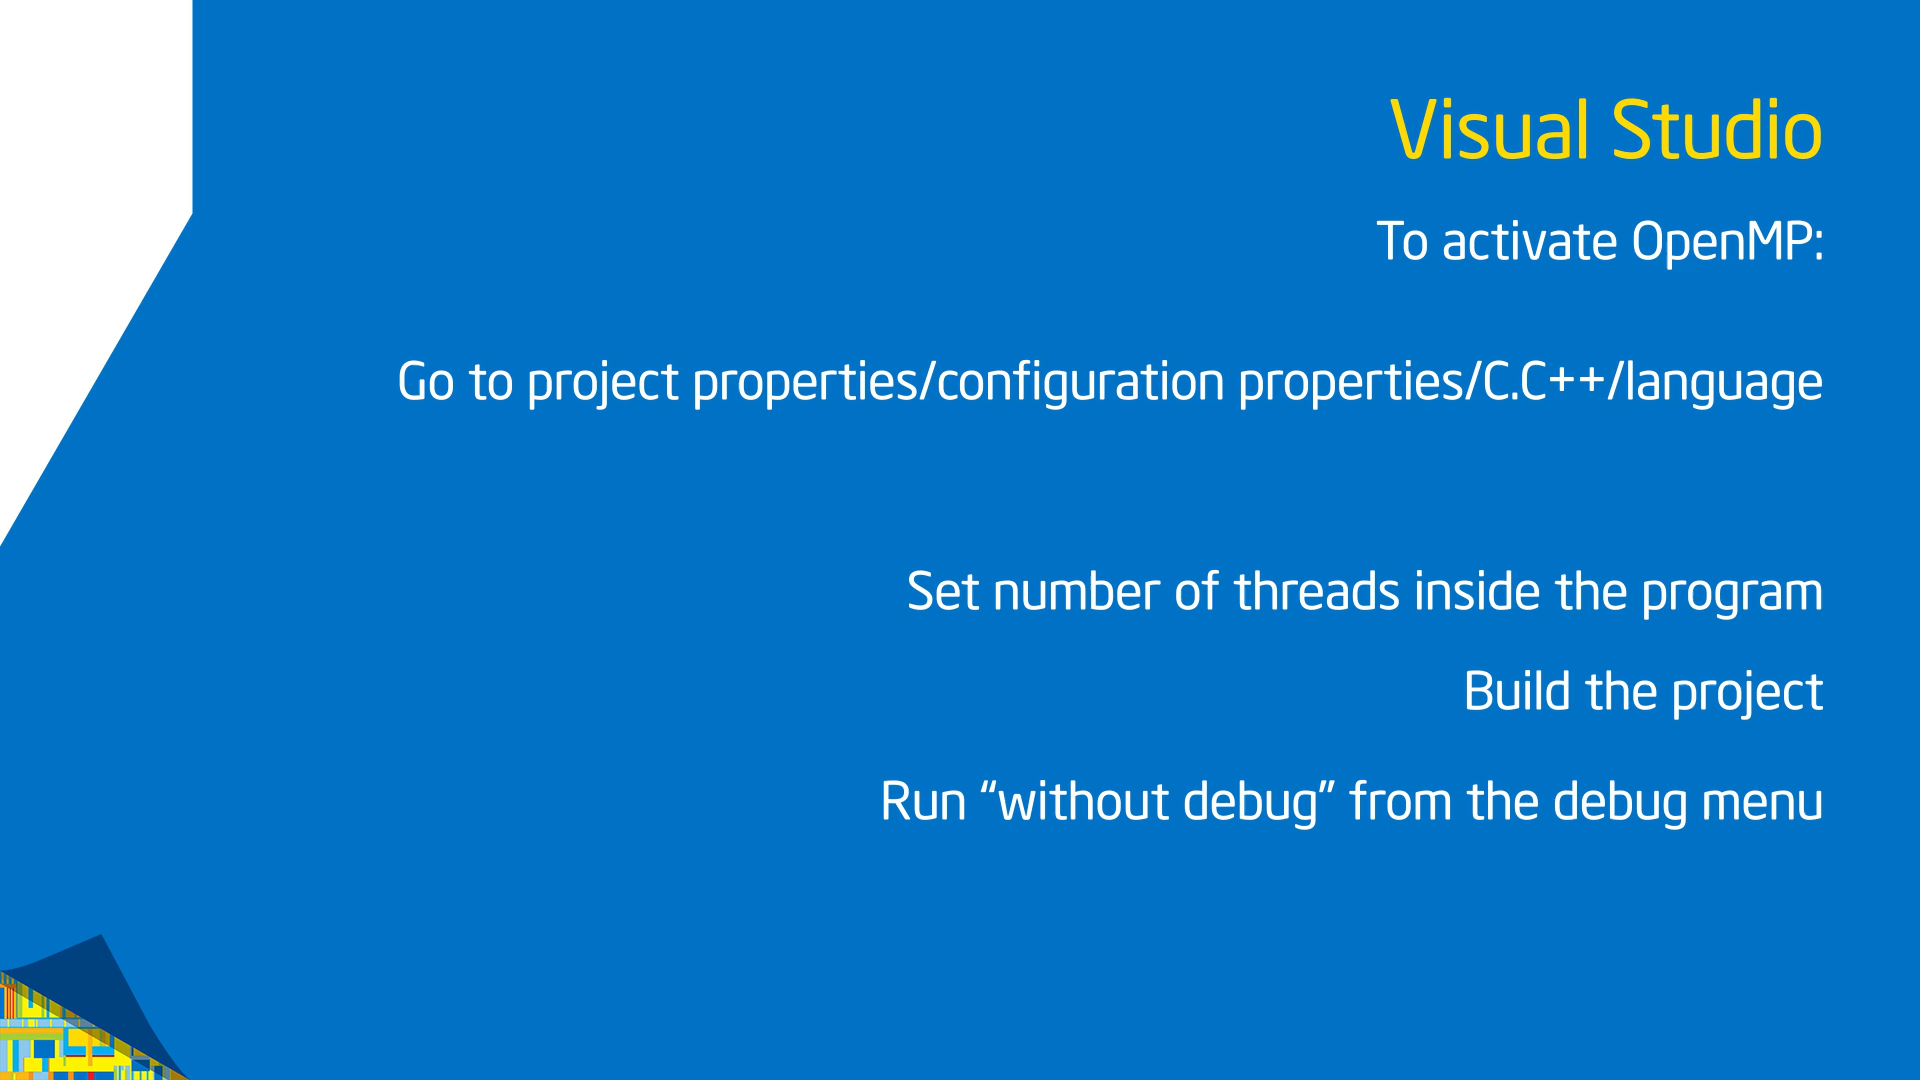 Visual Studio
To activate OpenMP:
Go to project properties/configuration properties/C.C++/language
Set number of threads inside the program
Build the project
Run “without debug” from the debug menu